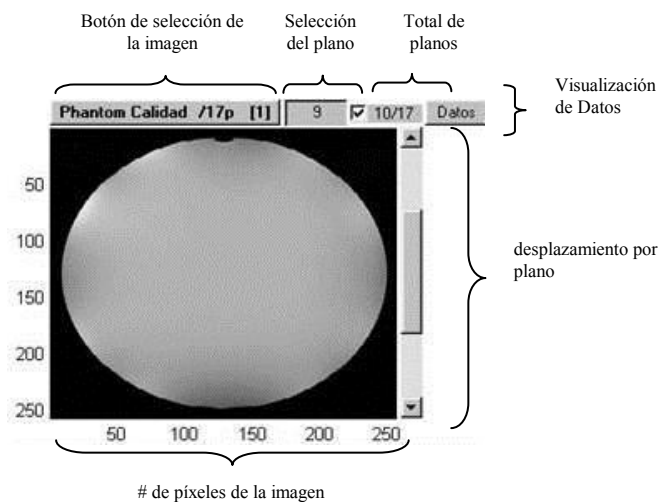 Botón de selección de
la imagen
Selección
del plano
Total de
planos
Visualización
de Datos
Phantom Calidad /17p [1]
9
10/17
Datos
50
100
150
200
250
desplazamiento por
plano
50
100
150
200
250
# de píxeles de la imagen